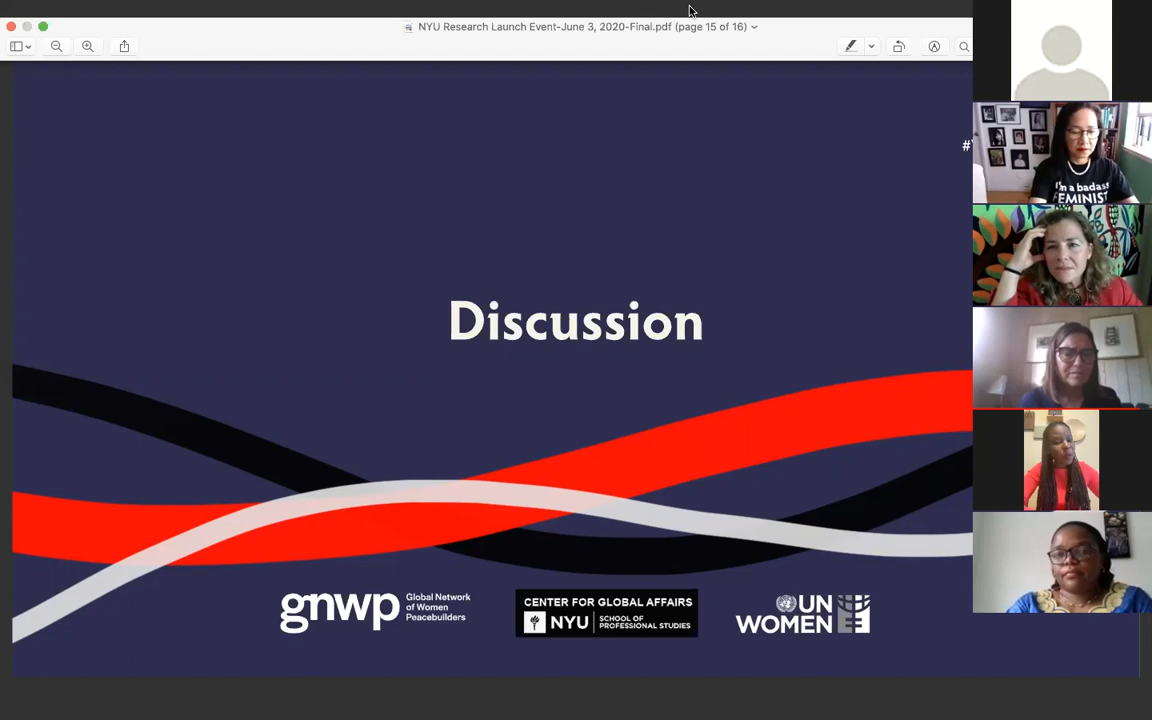 NYU Research Launch Event-June 3, 2020-Final.pdf (page 15 of 16)
#
I'm a badass
FEMINIST
Discussion
gnwp
Global Network
of Women
Peacebuilders
CENTER FOR GLOBAL AFFAIRS
NYU
SCHOOL OF
PROFESSIONAL STUDIES
UN
WOMEN